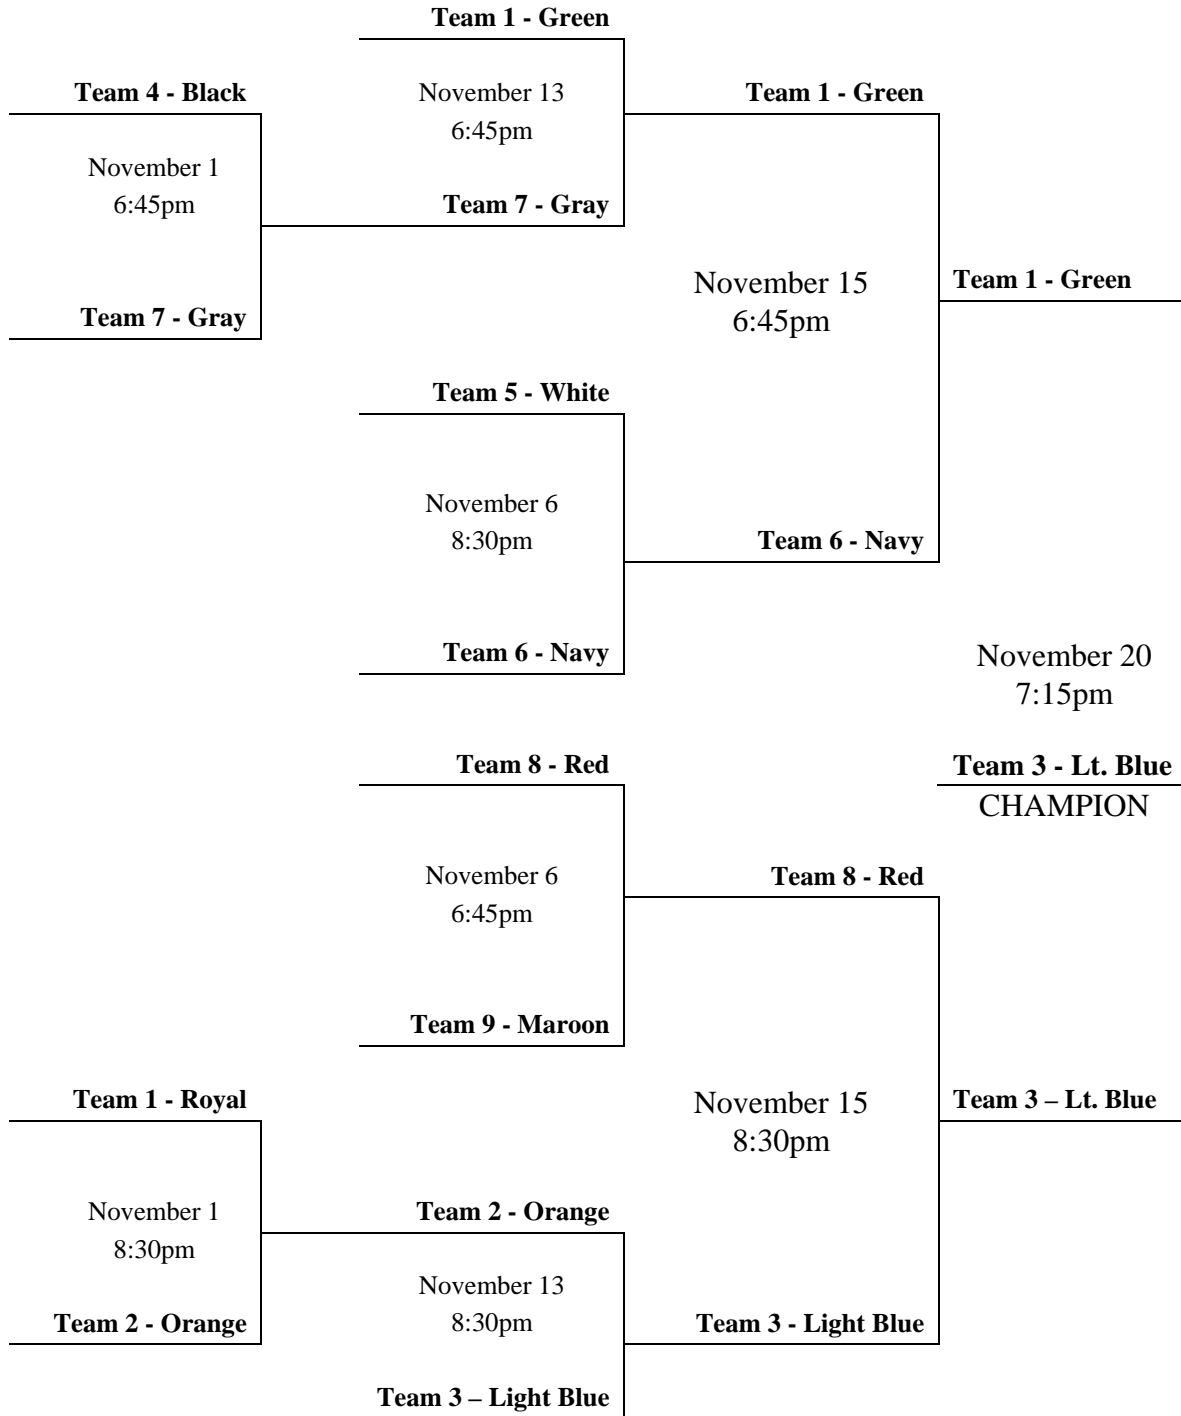 Team 1 - Green
Team 4 - Black
November 13
6:45pm
Team 1 - Green
November 1
6:45pm
Team 7 - Gray
November 15
6:45pm
Team 1 - Green
Team 7 - Gray
Team 5 - White
November 6
8:30pm
Team 6 - Navy
Team 6 - Navy
November 20
7:15pm
Team 8 - Red
Team 3 - Lt. Blue
CHAMPION
November 6
6:45pm
Team 8 - Red
Team 9 - Maroon
Team 1 - Royal
November 15
8:30pm
Team 3 – Lt. Blue
November 1
8:30pm
Team 2 - Orange
November 13
8:30pm
Team 2 - Orange
Team 3 - Light Blue
Team 3 – Light Blue